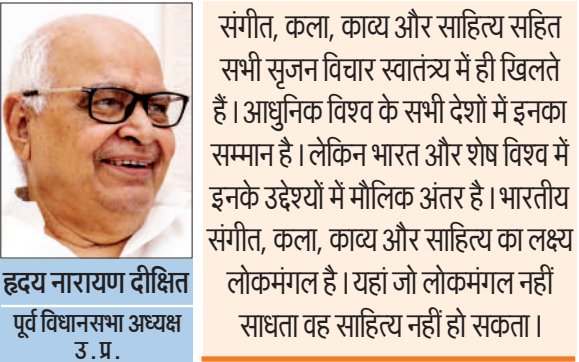 संगीत, कला, काव्य और साहित्य सहित
सभी सृजन विचार स्वातंत्र्य में ही खिलते
हैं । आधुनिक विश्व के सभी देशों में इनका
सम्मान है । लेकिन भारत और शेष विश्व में
इनके उद्देश्यों में मौलिक अंतर है । भारतीय
संगीत, कला, काव्य और साहित्य का लक्ष्य
लोकमंगल है । यहां जो लोकमंगल नहीं
साधता वह साहित्य नहीं हो सकता ।
हृदय नारायण दीक्षित
पूर्व विधानसभा अध्यक्ष
उ.प्र.